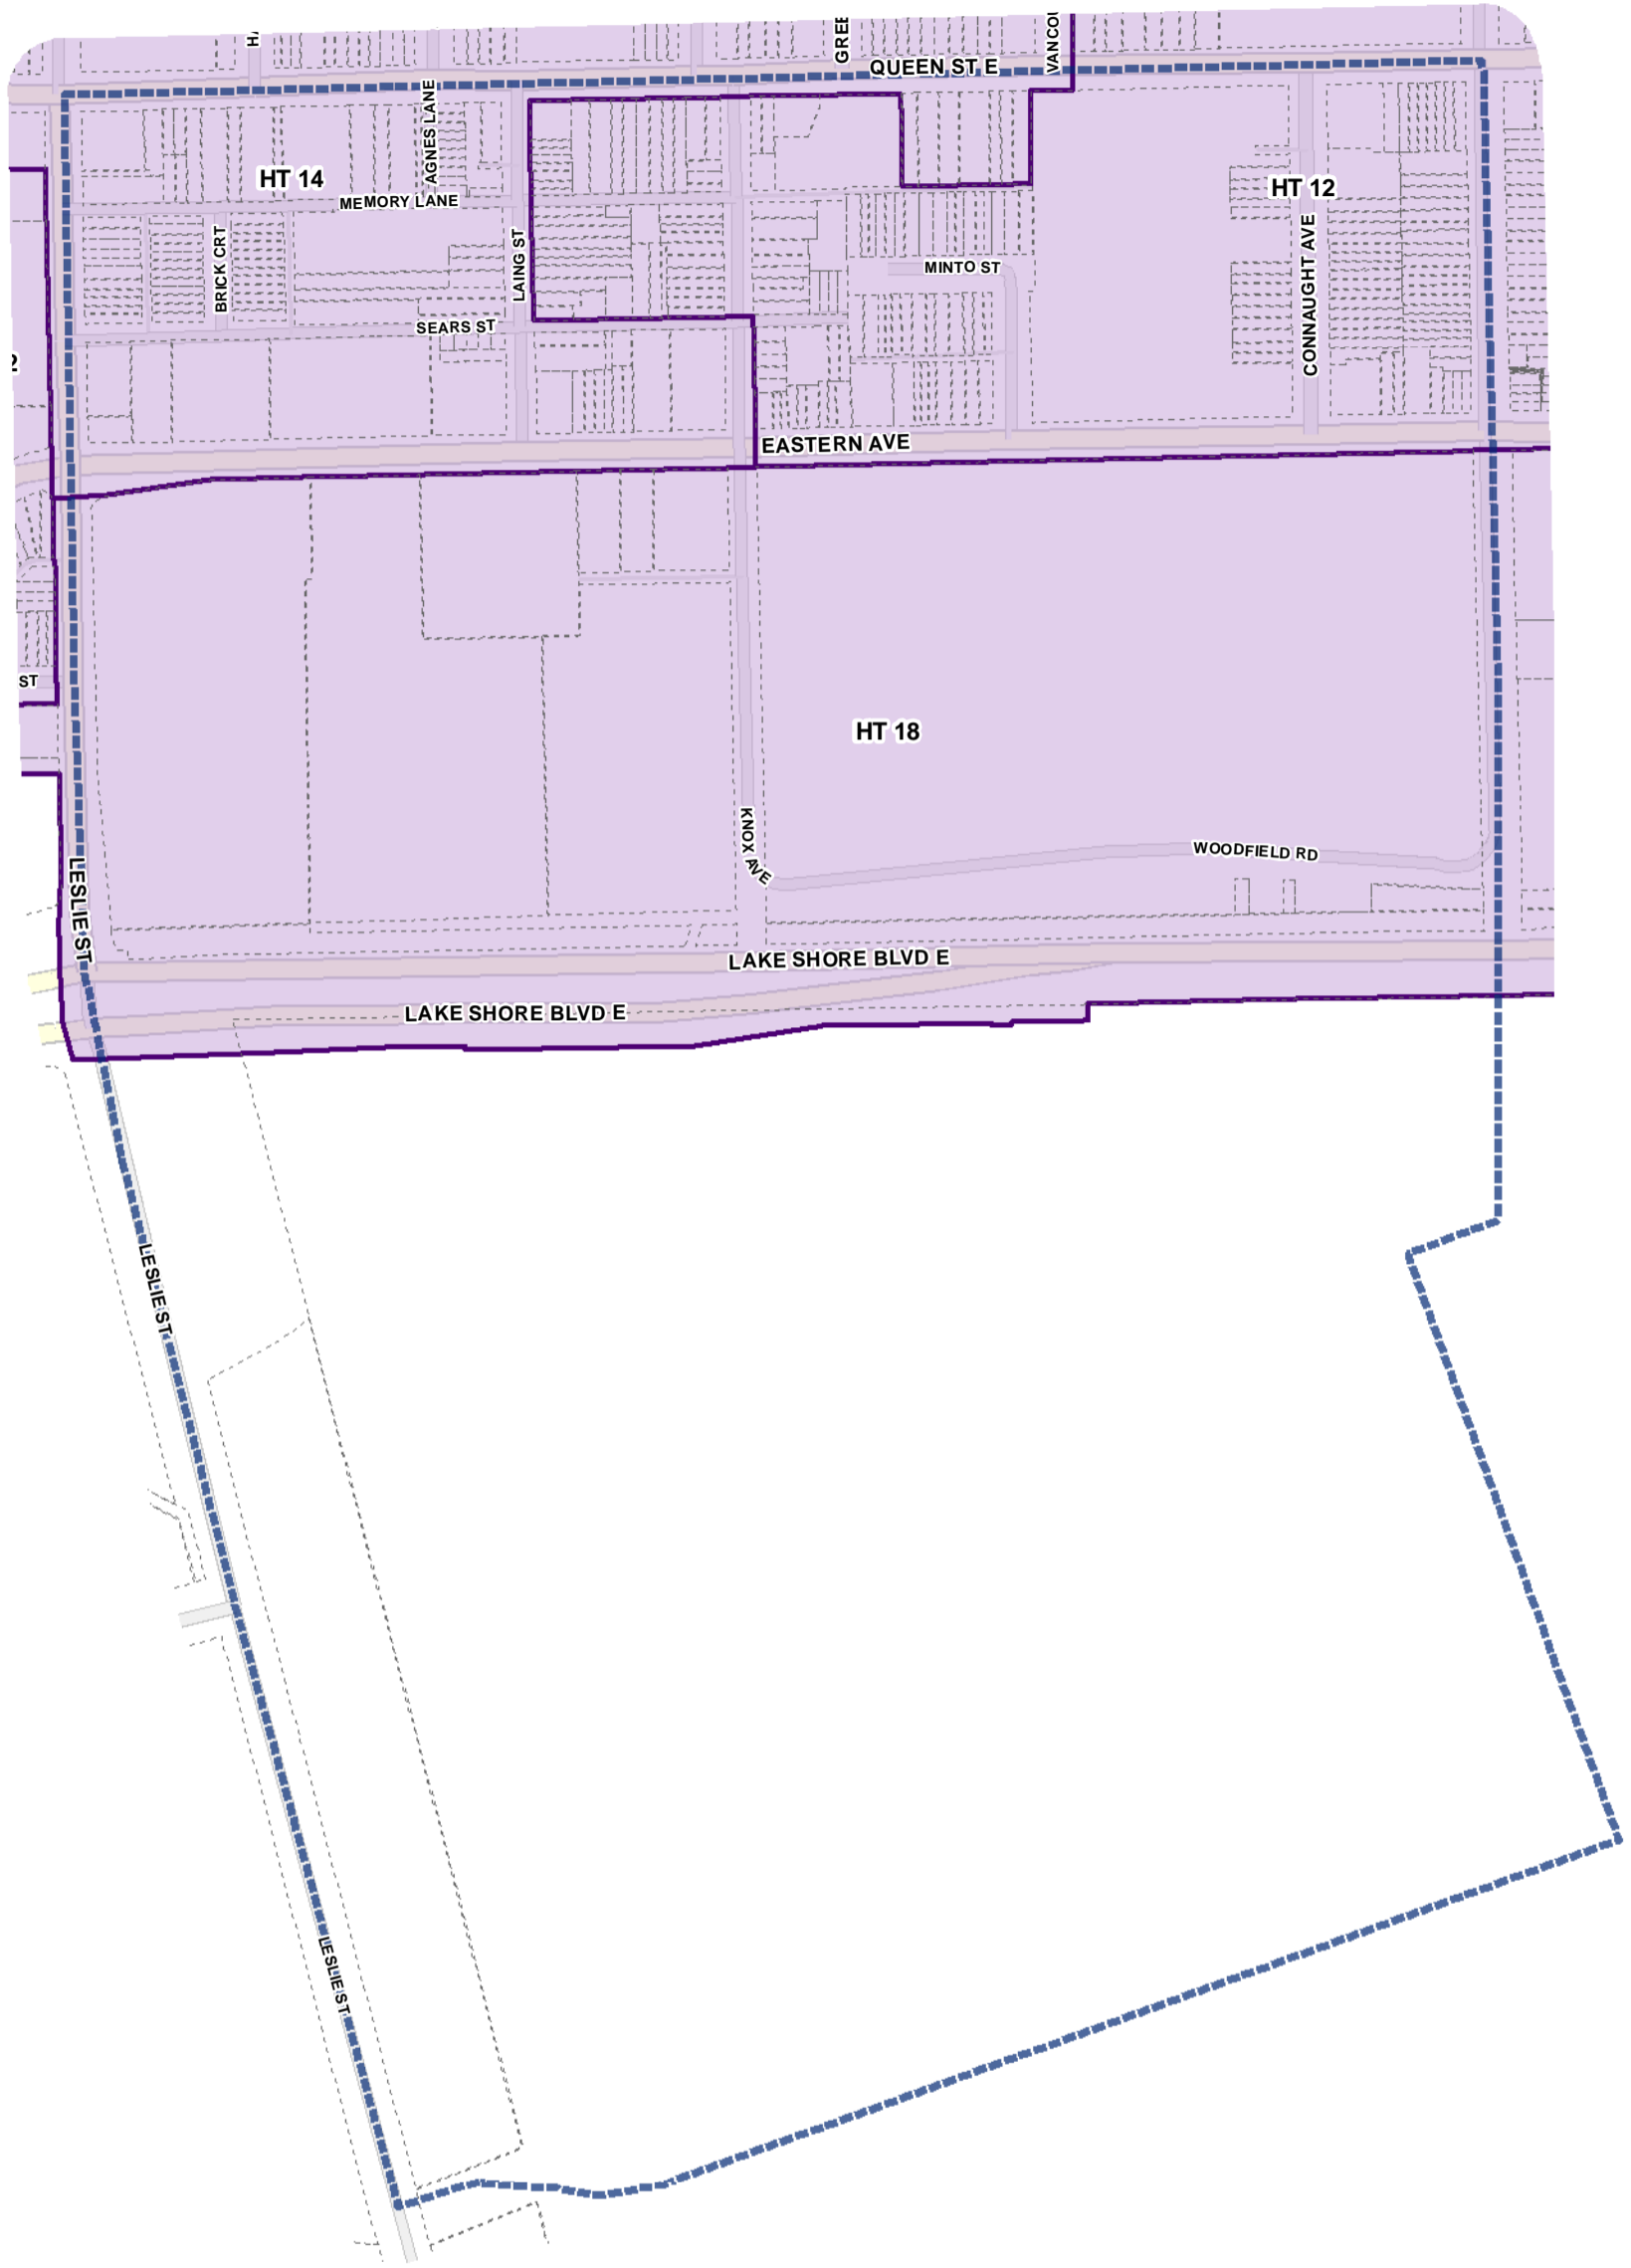 QUEEN ST E
HT 14
AGNES LANE
MEMORY LANE
HT 12
BRICK CRT
LAING ST
MINTO ST
CONNAUGHT AVE
SEARS ST
EASTERN AVE
ST
HT 18
KNOX AVE
WOODFIELD RD
LESLIE ST
LAKE SHORE BLVD E
LAKE SHORE BLVD E
LESLIE ST
LESLIE ST